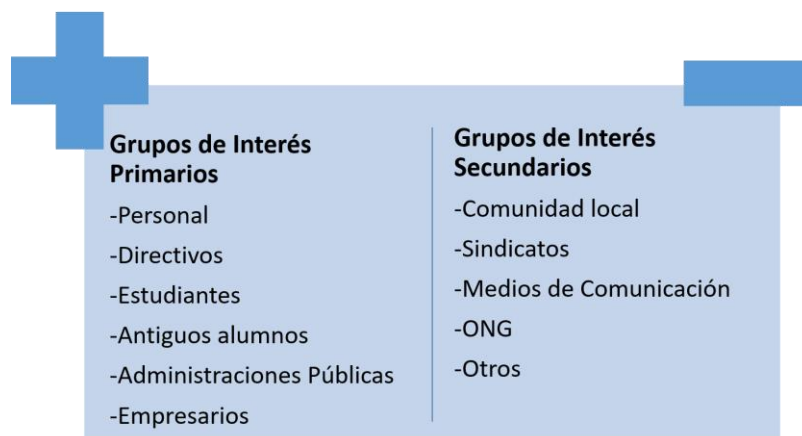 Grupos de Interés
Primarios
-Personal
-Directivos
-Estudiantes
-Antiguos alumnos
-Administraciones Públicas
-Empresarios
Grupos de Interés
Secundarios
-Comunidad local
-Sindicatos
-Medios de Comunicación
-ONG
-Otros